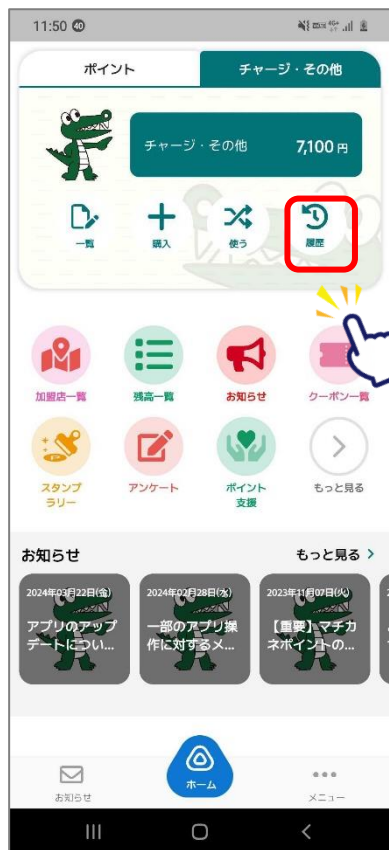 11:50 40
ポイント
チャージ・その他
チャージ・その他 7,100 円
一覧
購入
使う
履歴
加盟店一覧
残高一覧
お知らせ
クーポン一覧
スタンプ
ラリー
アンケート
ポイント
支援
もっと見る
お知らせ
もっと見る
2024年03月22日(金)
アプリのアップ
デートについ...
2024年02月28日(水)
一部のアプリ操
作に対するメ...
2023年11月07日(火)
【重要】マチカ
ネポイントの...
お知らせ
ホーム
メニュー